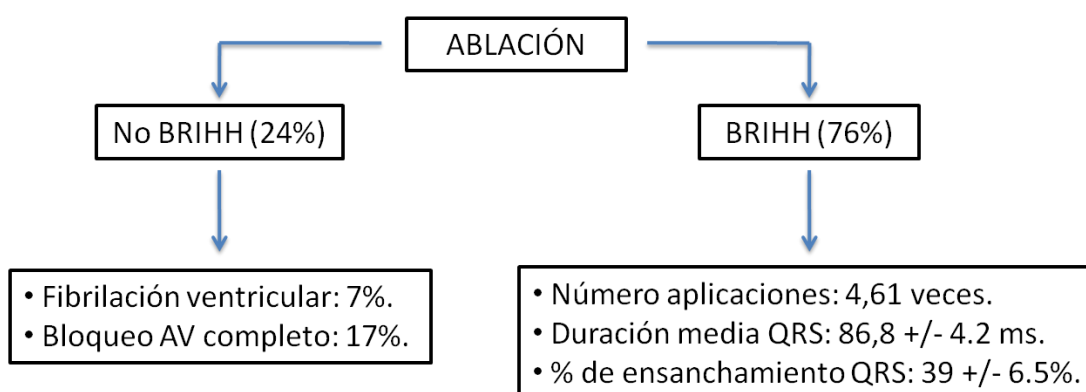 ABLACIÓN
No BRIHH (24%)
BRIHH (76%)
• Fibrilación ventricular: 7%.
• Bloqueo AV completo: 17%.
• Número aplicaciones: 4,61 veces.
• Duración media QRS: 86,8 +/- 4.2 ms.
• % de ensanchamiento QRS: 39 +/- 6.5%.